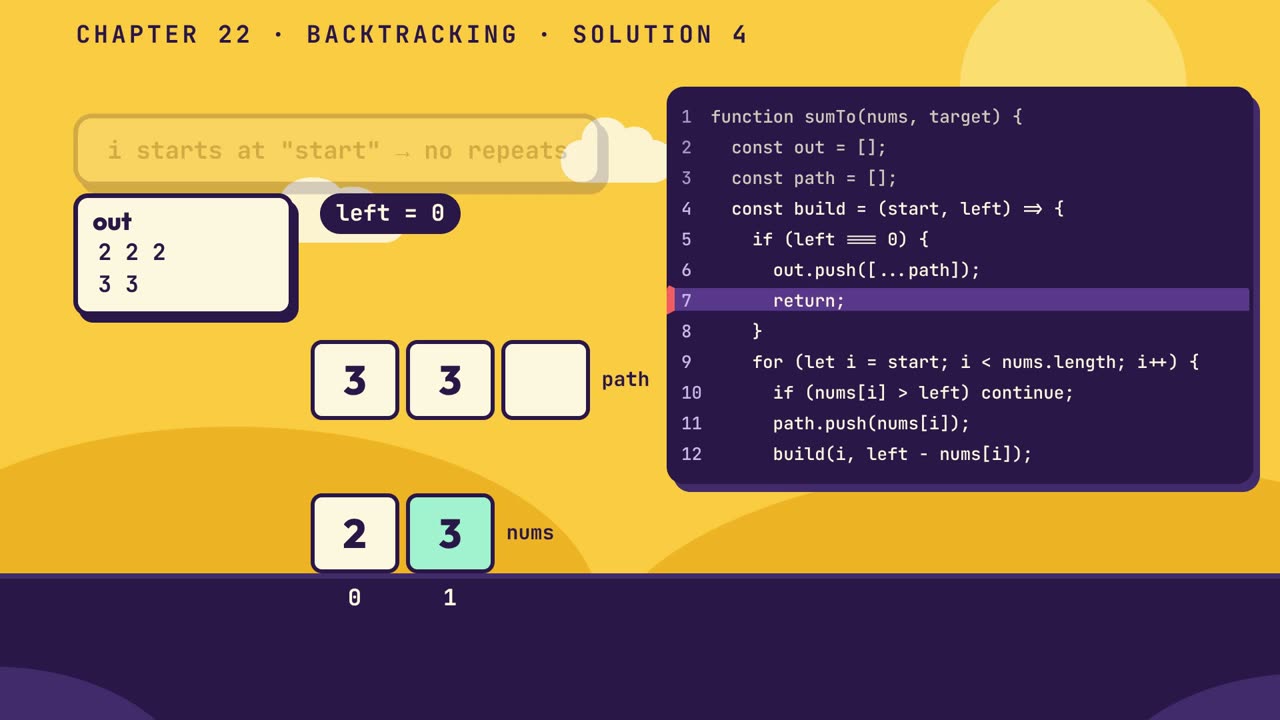 CHAPTER 22 · BACKTRACKING · SOLUTION 4
i starts at "start" → no repeats
out
2 2 2
3 3
left = 0
3 3 path
2 3 nums
0 1
1 function sumTo(nums, target) {
2 const out = [];
3 const path = [];
4 const build = (start, left) => {
5 if (left === 0) {
6 out.push([...path]);
7 return;
8 }
9 for (let i = start; i < nums.length; i++) {
10 if (nums[i] > left) continue;
11 path.push(nums[i]);
12 build(i, left - nums[i]);